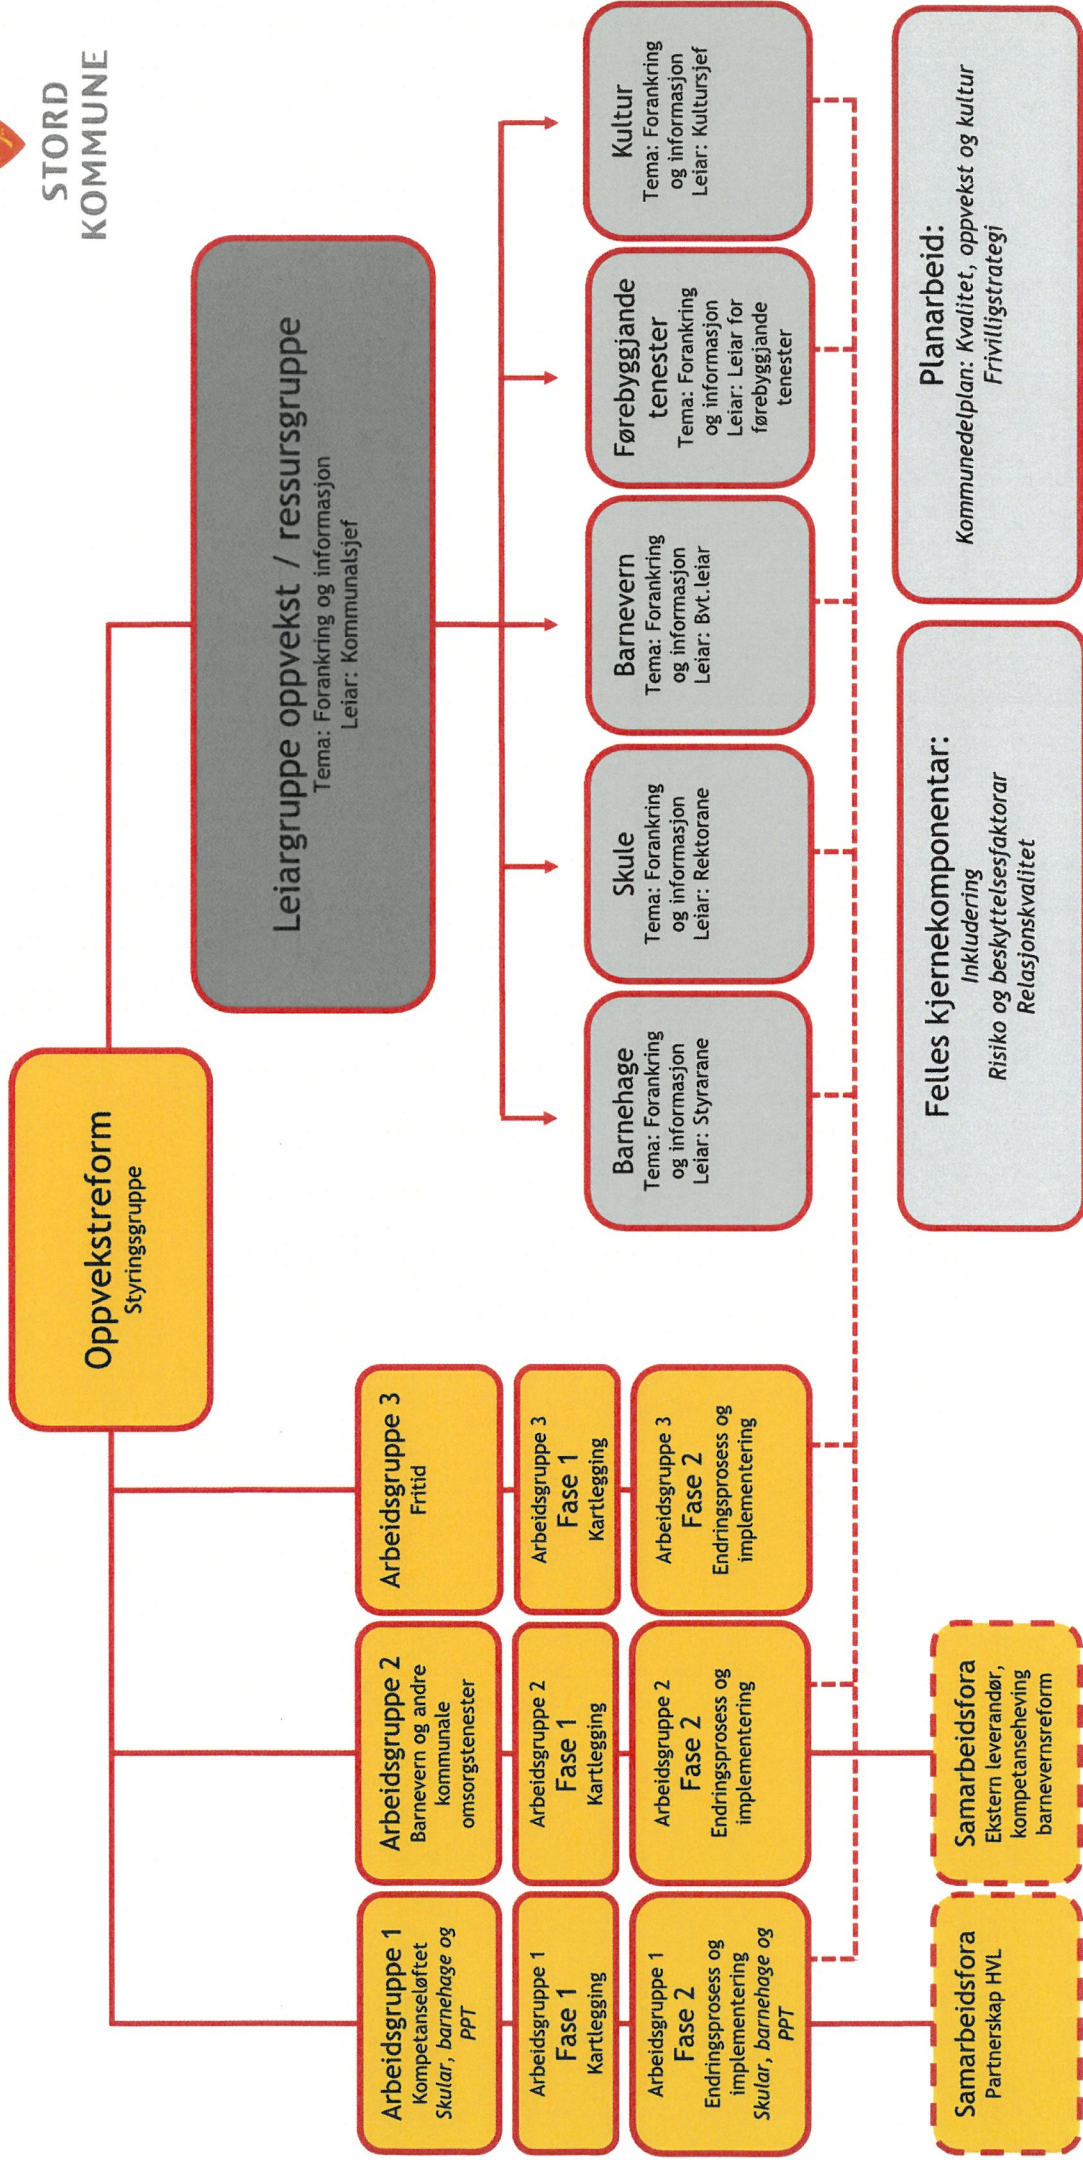 STORD
KOMMUNE
Oppvekstreform
Styringsgruppe
Leiargruppe oppvekst / ressursgruppe
Tema: Forankring og informasjon
Leiar: Kommunalsjef
Arbeidsgruppe 1
Kompetanseløftet
Skular, barnehage og
PPT
Arbeidsgruppe 2
Barnevern og andre
kommunale
omsorgstenester
Arbeidsgruppe 3
Fritid
Arbeidsgruppe 1
Fase 1
Kartlegging
Arbeidsgruppe 2
Fase 1
Kartlegging
Arbeidsgruppe 3
Fase 1
Kartlegging
Arbeidsgruppe 1
Fase 2
Endringsprosess og
implementering
Skular, barnehage og
PPT
Arbeidsgruppe 2
Fase 2
Endringsprosess og
implementering
Arbeidsgruppe 3
Fase 2
Endringsprosess og
implementering
Barnehage
Tema: Forankring
og informasjon
Leiar: Styrarane
Skule
Tema: Forankring
og informasjon
Leiar: Rektorane
Barnevern
Tema: Forankring
og informasjon
Leiar: Bvt.leiar
Førebyggjande
tenester
Tema: Forankring
og informasjon
Leiar: Leiar for
førebyggjande
tenester
Kultur
Tema: Forankring
og informasjon
Leiar: Kultursjef
Samarbeidsfora
Partnerskap HVL
Samarbeidsfora
Ekstern leverandør,
kompetanseheving
barnevernsreform
Felles kjernekomponentar:
Inkludering
Risiko og beskyttelsesfaktorar
Relasjonskvalitet
Planarbeid:
Kommunedelplan: Kvalitet, oppvekst og kultur
Frivilligstrategi